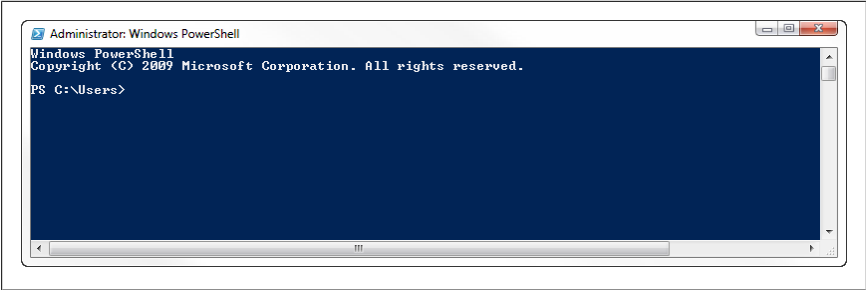 Administrator: Windows PowerShell
Windows PowerShell
Copyright (C) 2009 Microsoft Corporation. All rights reserved.
PS C:\Users>